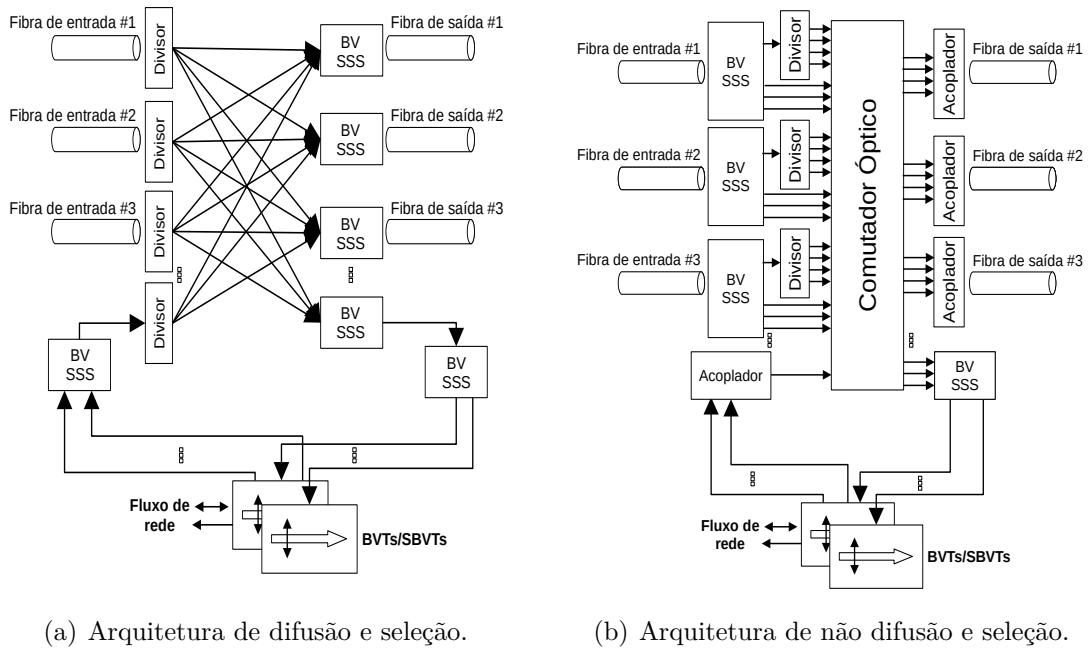 Fibra de entrada #1
Divisor
BV
SSS
Fibra de saída #1
Fibra de entrada #2
Divisor
BV
SSS
Fibra de saída #2
Fibra de entrada #3
Divisor
BV
SSS
Fibra de saída #3
Divisor
BV
SSS
BV
SSS
BV
SSS
Fluxo de
rede
BVTs/SBVTs
(a) Arquitetura de difusão e seleção.
Fibra de entrada #1
BV
SSS
Divisor
Comutador Óptico
Acoplador
Fibra de saída #1
Fibra de entrada #2
BV
SSS
Divisor
Acoplador
Fibra de saída #2
Fibra de entrada #3
BV
SSS
Divisor
Acoplador
Fibra de saída #3
Acoplador
BV
SSS
Fluxo de
rede
BVTs/SBVTs
(b) Arquitetura de não difusão e seleção.